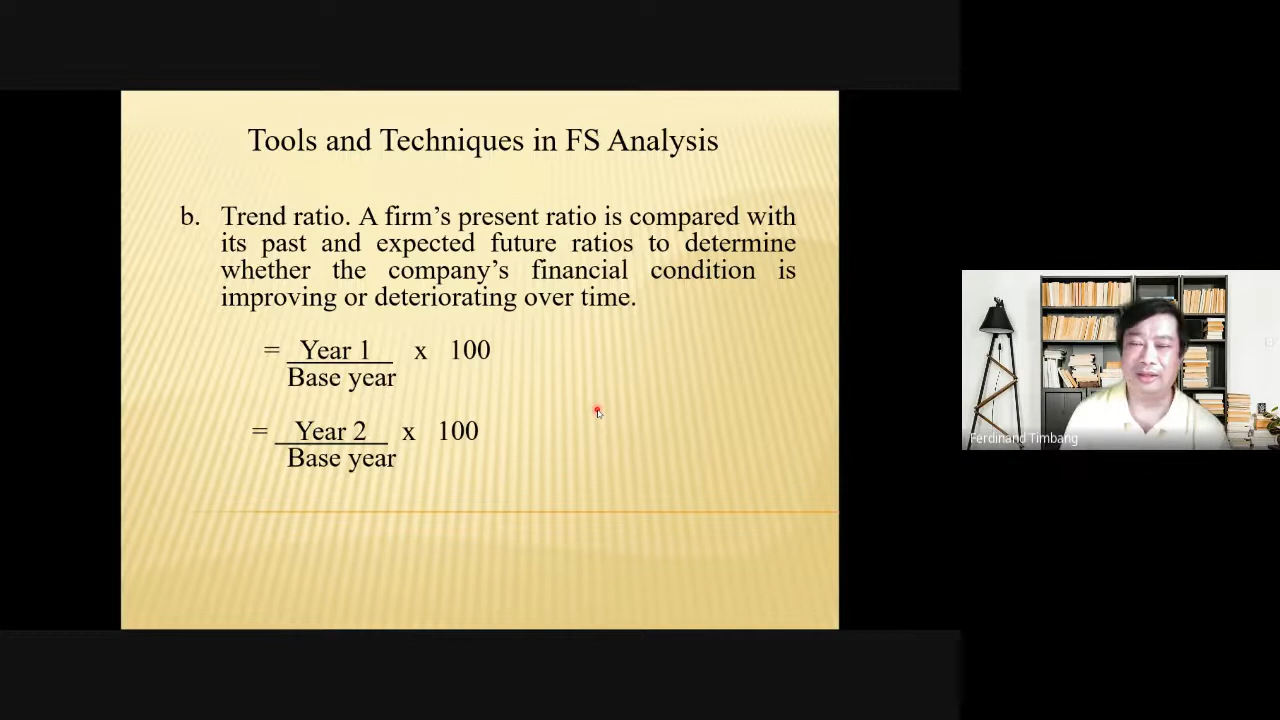 Tools and Techniques in FS Analysis
b. Trend ratio. A firm's present ratio is compared with
its past and expected future ratios to determine
whether the company's financial condition is
improving or deteriorating over time.
= Year 1 x 100
Base year
= Year 2 x 100
Base year
Ferdinand Timbang